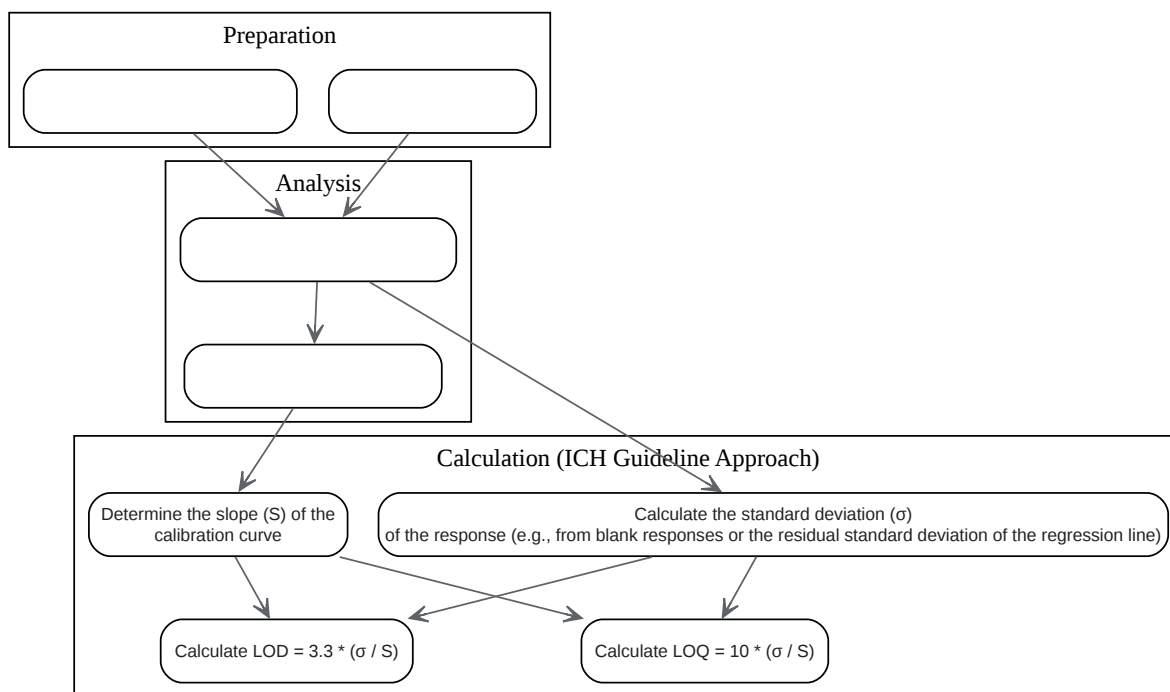 Preparation
Analysis
Calculation (ICH Guideline Approach)
Determine the slope (S) of the
calibration curve
Calculate the standard deviation (σ)
of the response (e.g., from blank responses or the residual standard deviation of the regression line)
Calculate LOD = 3.3 * (σ / S)
Calculate LOQ = 10 * (σ / S)